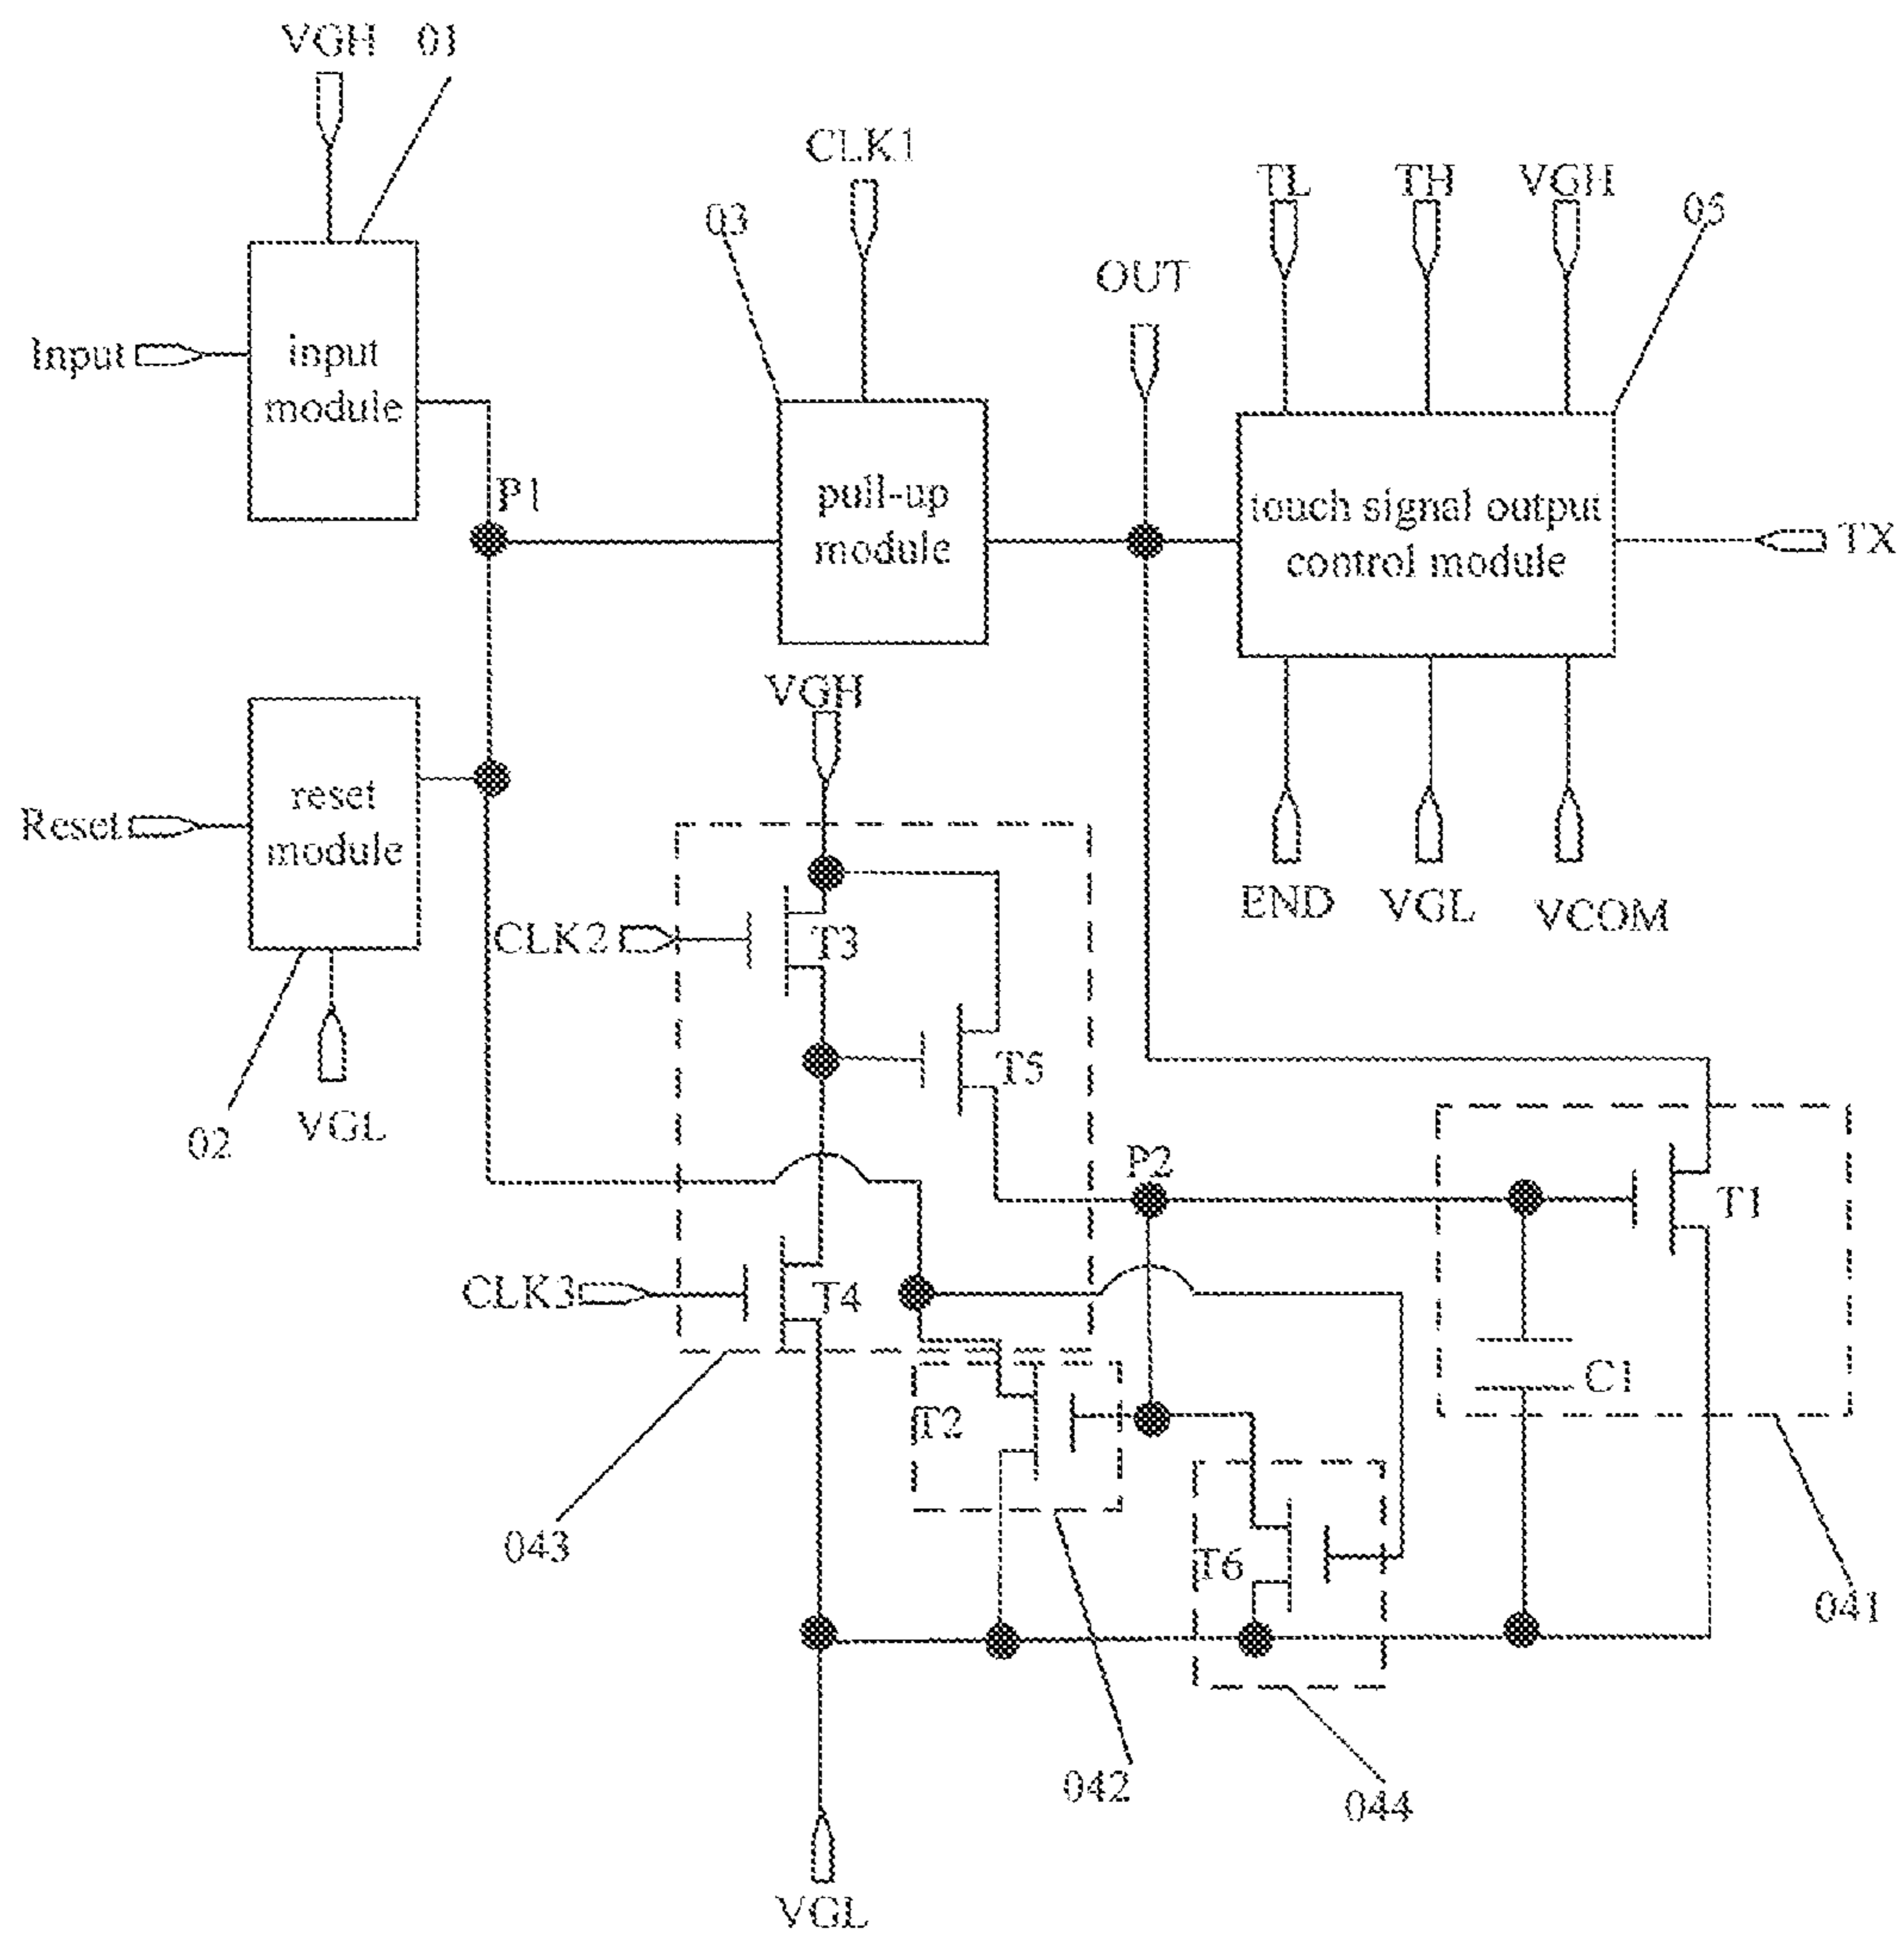 VGH 01
CLK1
TL TH VGH
03
05
OUT
Input
input
module
P1
pull-up
module
touch signal output
control module
TX
VGH
reset
module
Reset
END VGL VCOM
CLK2
T3
T5
02
VGL
P2
T1
CLK3
T4
C1
T2
043
T6
041
042
044
VGL